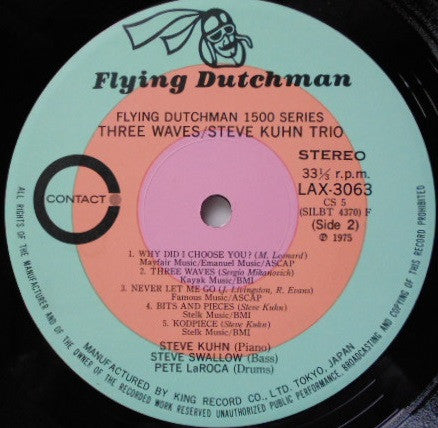 Flying Dutchman
FLYING DUTCHMAN 1500 SERIES
THREE WAVES/STEVE KUHN TRIO
CONTACT
STEREO
33⅓ r.p.m.
LAX-3063
CS 5
(SILBT 4370) F
(Side 2)
℗ 1975
1. WHY DID I CHOOSE YOU? (M. Leonard)
Mayfair Music/Emanuel Music/ASCAP
2. THREE WAVES (Sergio Mihanovich)
Kayak Music/BMI
3. NEVER LET ME GO (J. Livingston, R. Evans)
Famous Music/ASCAP
4. BITS AND PIECES (Steve Kuhn)
Stelk Music/BMI
5. KODPIECE (Steve Kuhn)
Stelk Music/BMI
STEVE KUHN (Piano)
STEVE SWALLOW (Bass)
PETE LaROCA (Drums)
MANUFACTURED BY KING RECORD CO., LTD. TOKYO, JAPAN
ALL RIGHTS OF THE MANUFACTURER AND OF THE OWNER OF THE RECORDED WORK RESERVED UNAUTHORIZED PUBLIC PERFORMANCE, BROADCASTING AND COPYING OF THIS RECORD PROHIBITED